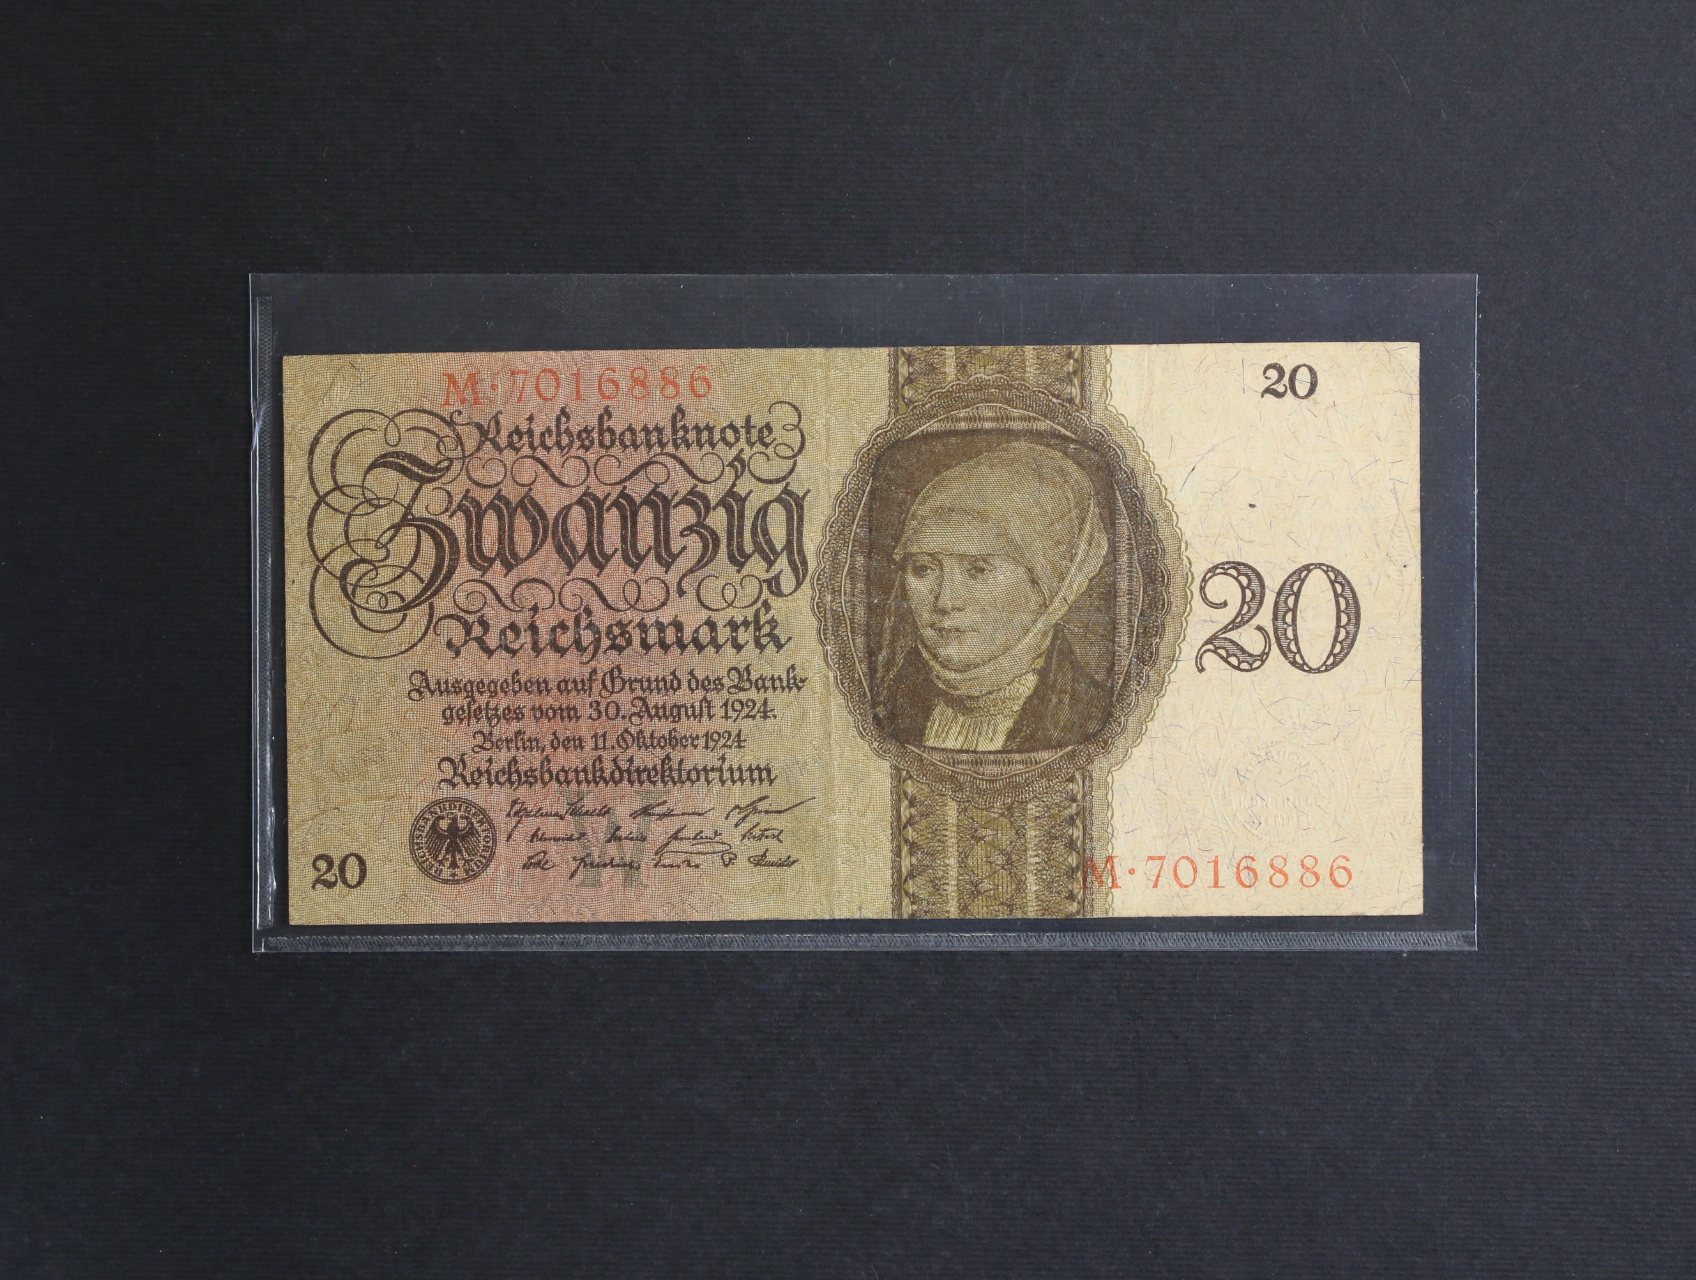 M·7016886
Reichsbanknote
Zwanzig
Reichsmark
Ausgegeben auf Grund des Bank-
gesetzes vom 30. August 1924.
Berlin, den 11. Oktober 1924
Reichsbankdirektorium
REICHSBANKDIREKTORIUM
20
20
20
M·7016886